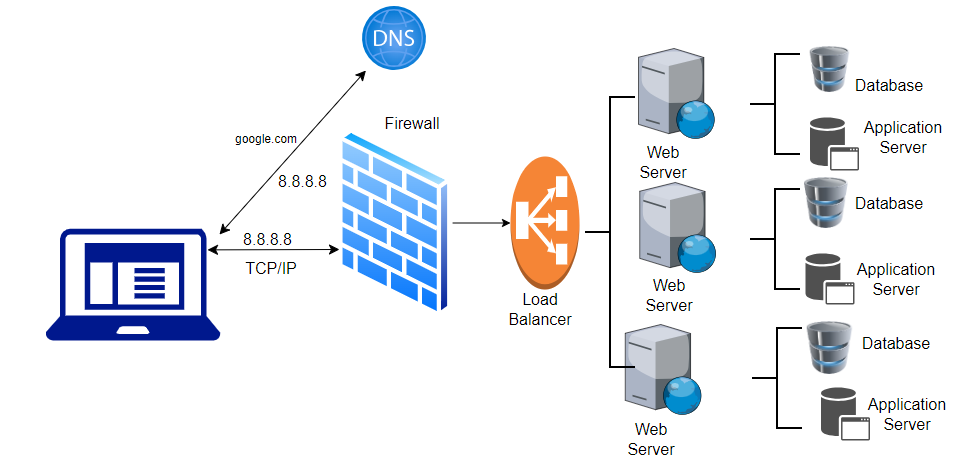 DNS
google.com
8.8.8.8
8.8.8.8
TCP/IP
Firewall
Load
Balancer
Web
Server
Database
Application
Server
Web
Server
Database
Application
Server
Web
Server
Database
Application
Server